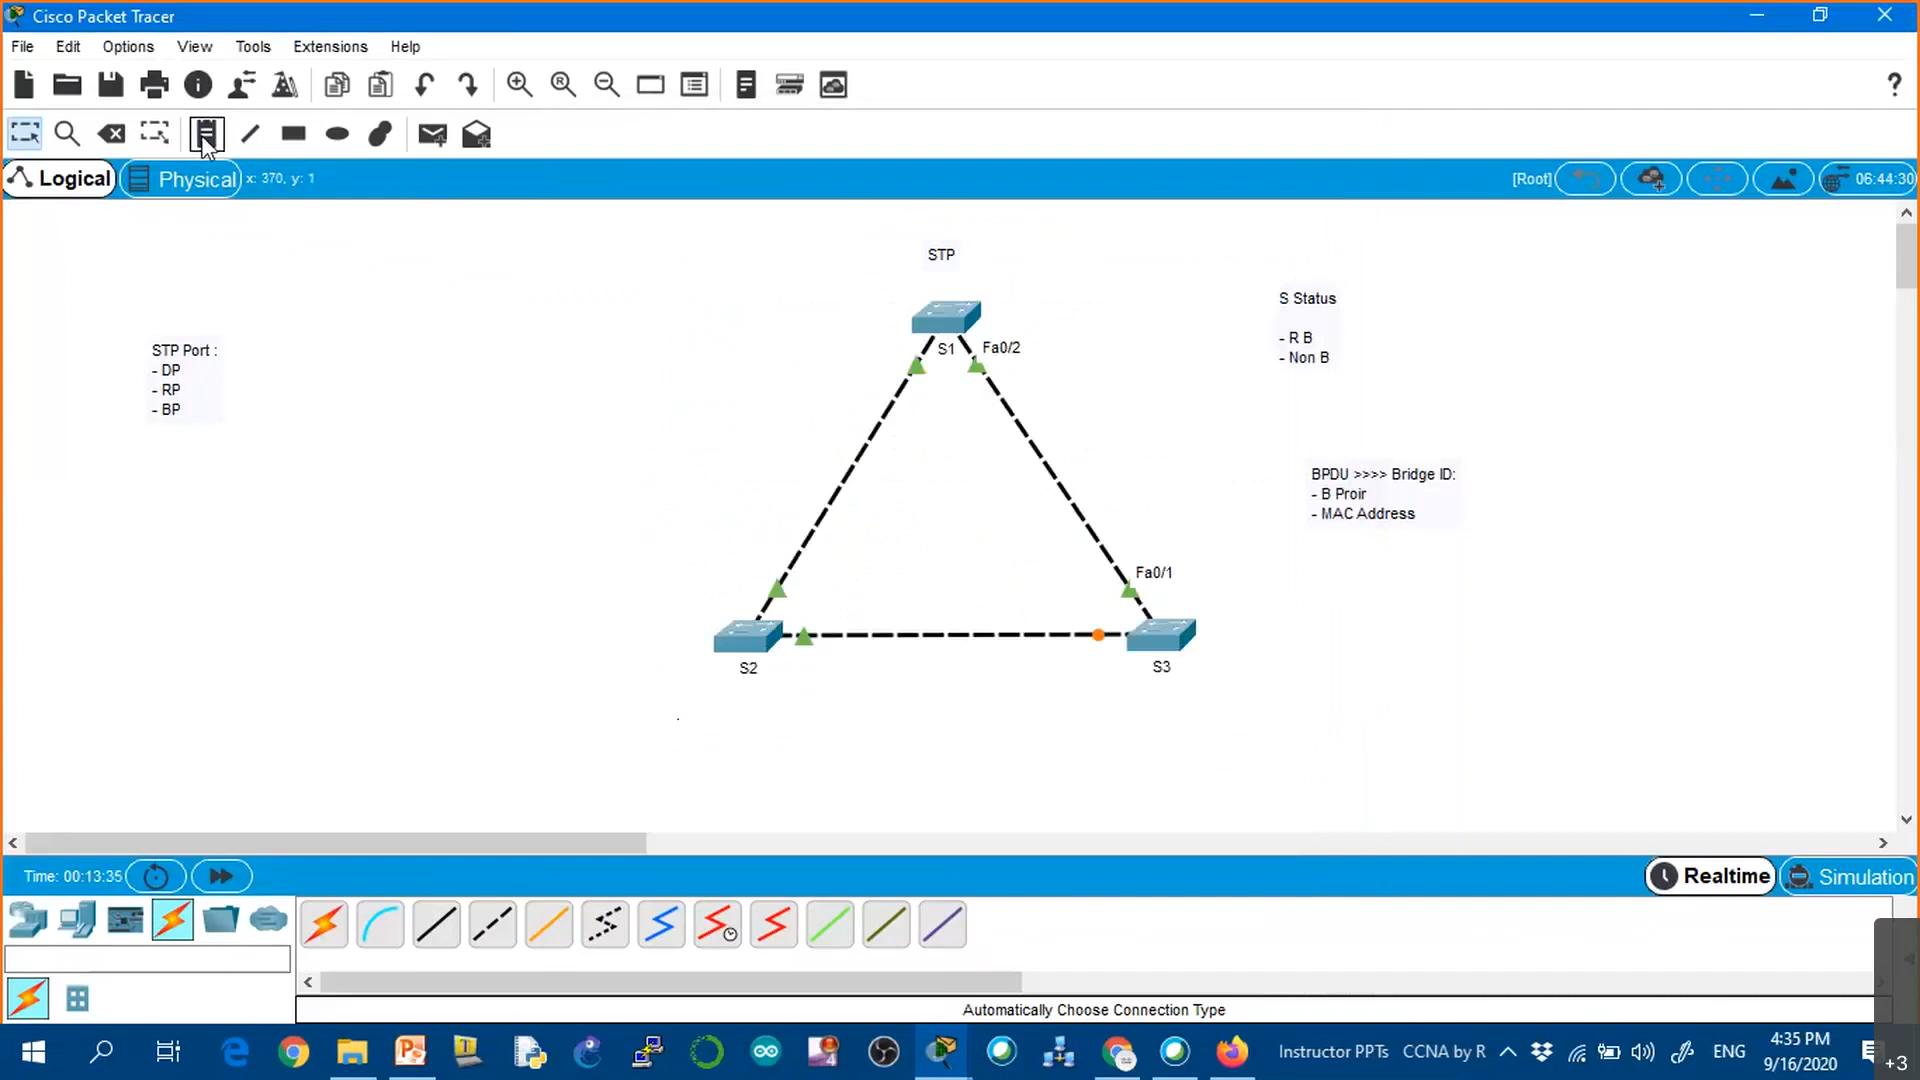 Cisco Packet Tracer
File Edit Options View Tools Extensions Help
Logical Physical x: 370, y: 1 [Root] 06:44:30
STP
S Status
- R B
- Non B
S1 Fa0/2
STP Port :
- DP
- RP
- BP
BPDU >>>> Bridge ID:
- B Proir
- MAC Address
Fa0/1
S2
S3
Time: 00:13:35 Realtime Simulation
Automatically Choose Connection Type
Instructor PPTs CCNA by R ENG 4:35 PM
9/16/2020
+3